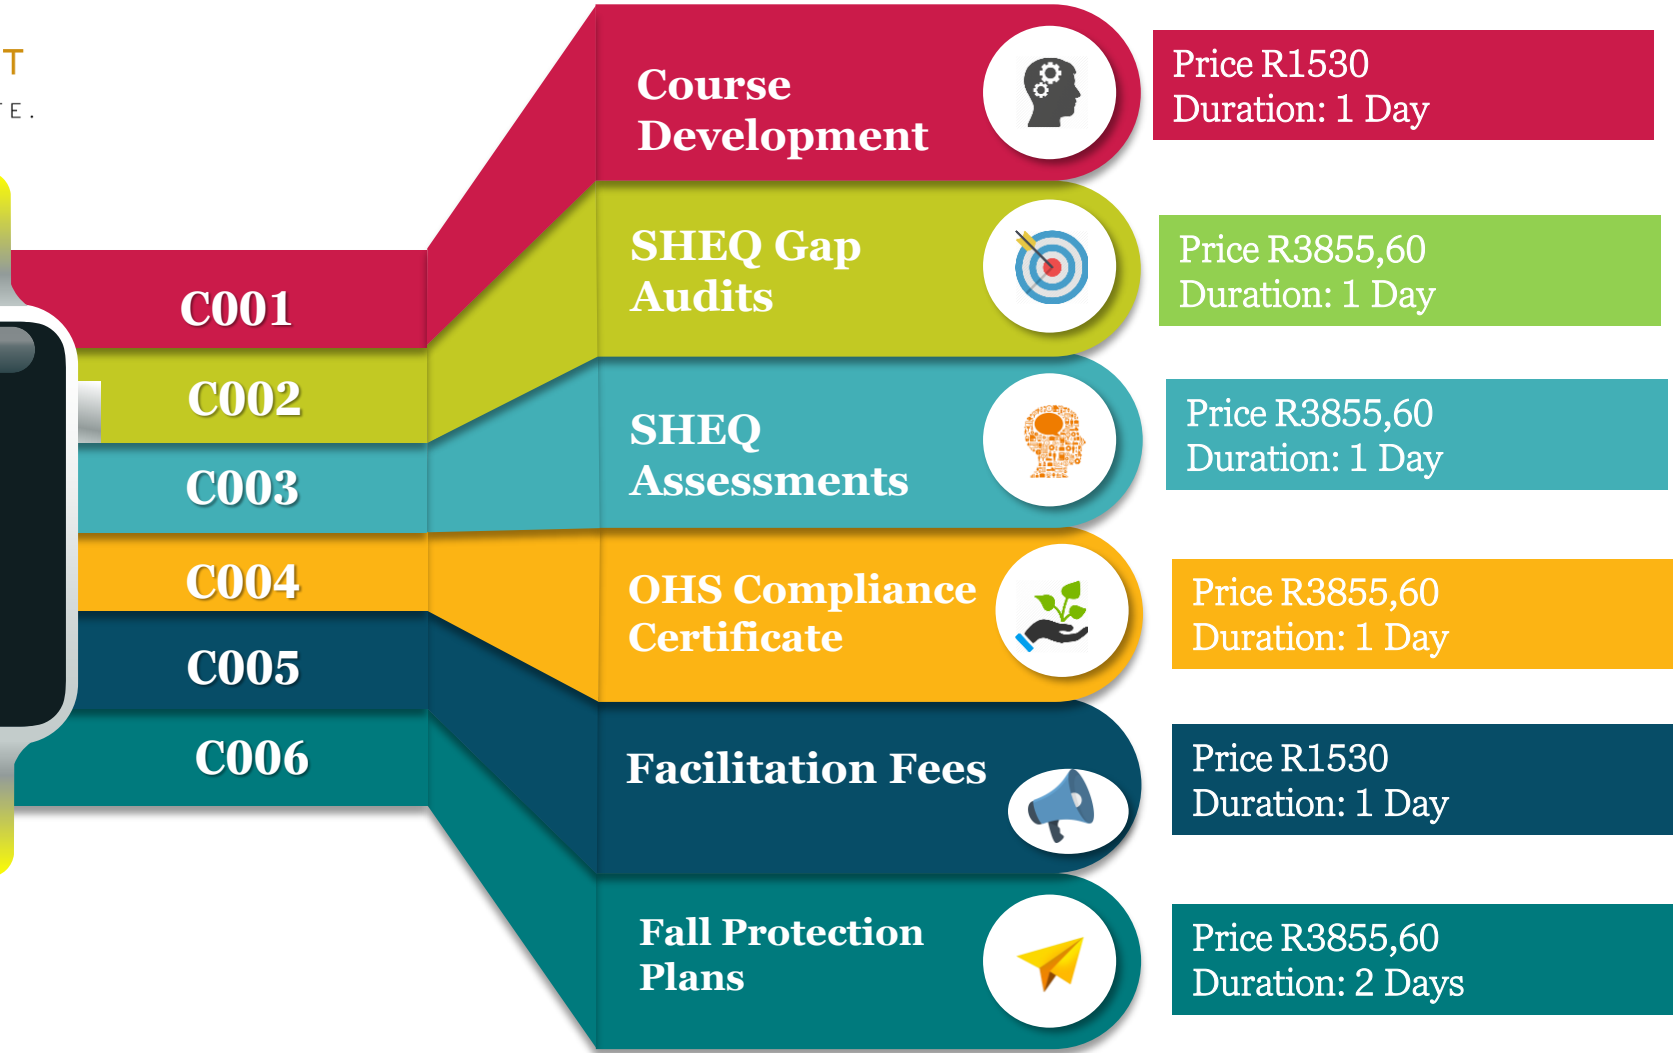 T
E.
Course
Development
Price R1530
Duration: 1 Day
C001
SHEQ Gap
Audits
Price R3855,60
Duration: 1 Day
C002
SHEQ
Assessments
Price R3855,60
Duration: 1 Day
C003
OHS Compliance
Certificate
Price R3855,60
Duration: 1 Day
C004
Facilitation Fees
Price R1530
Duration: 1 Day
C005
Fall Protection
Plans
Price R3855,60
Duration: 2 Days
C006